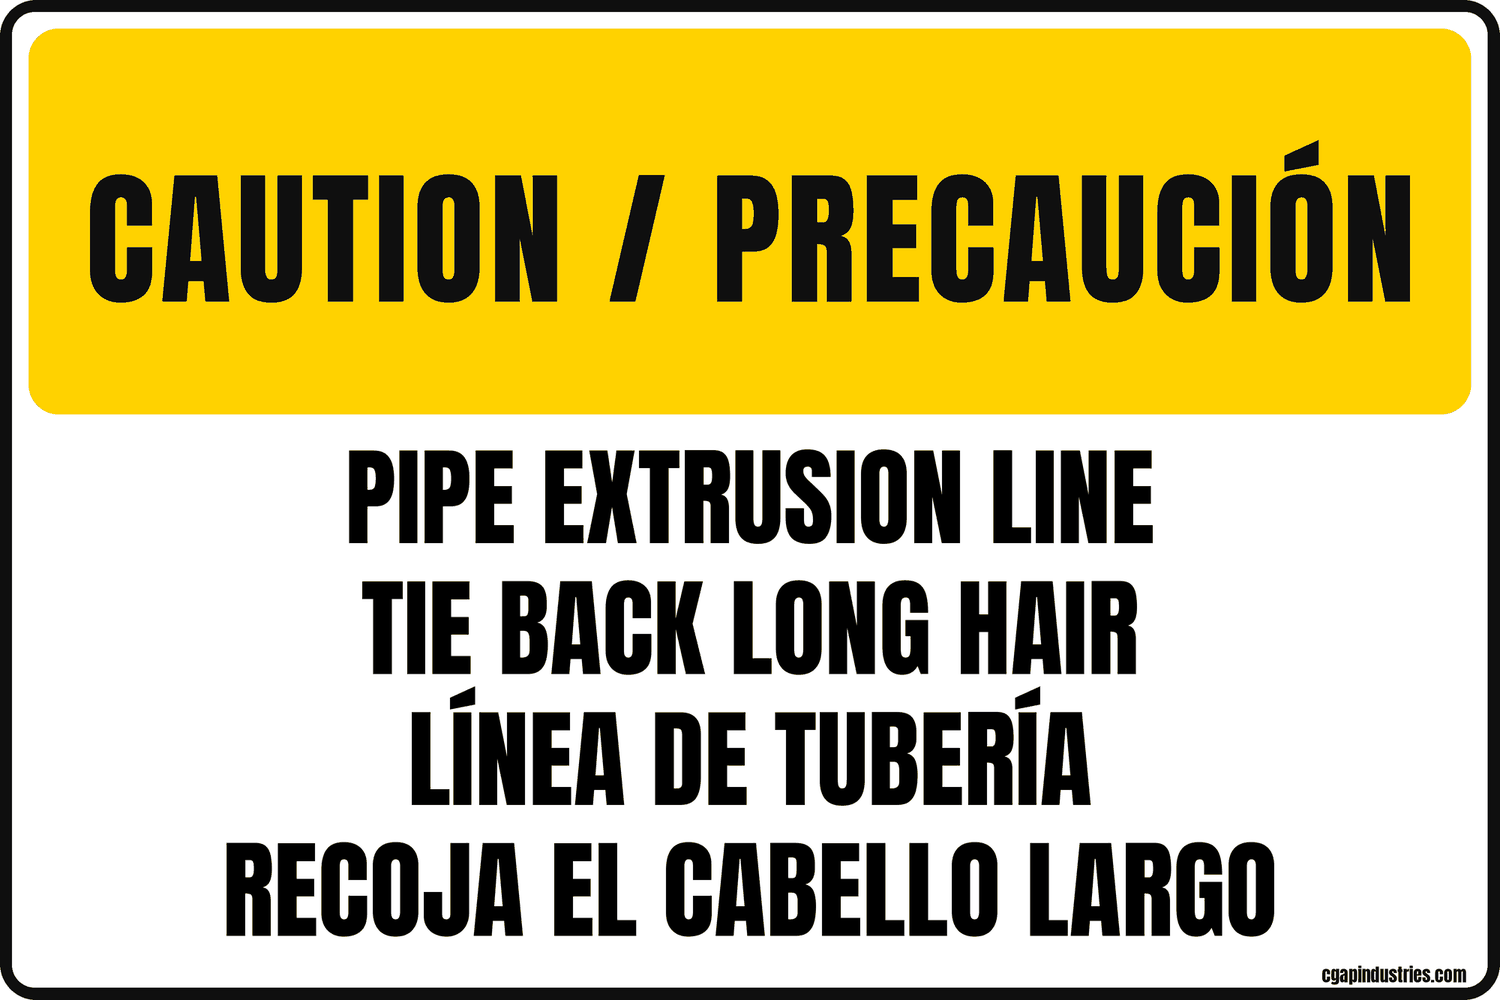 CAUTION / PRECAUCIÓN
PIPE EXTRUSION LINE
TIE BACK LONG HAIR
LÍNEA DE TUBERÍA
RECOJA EL CABELLO LARGO
cgapindustries.com